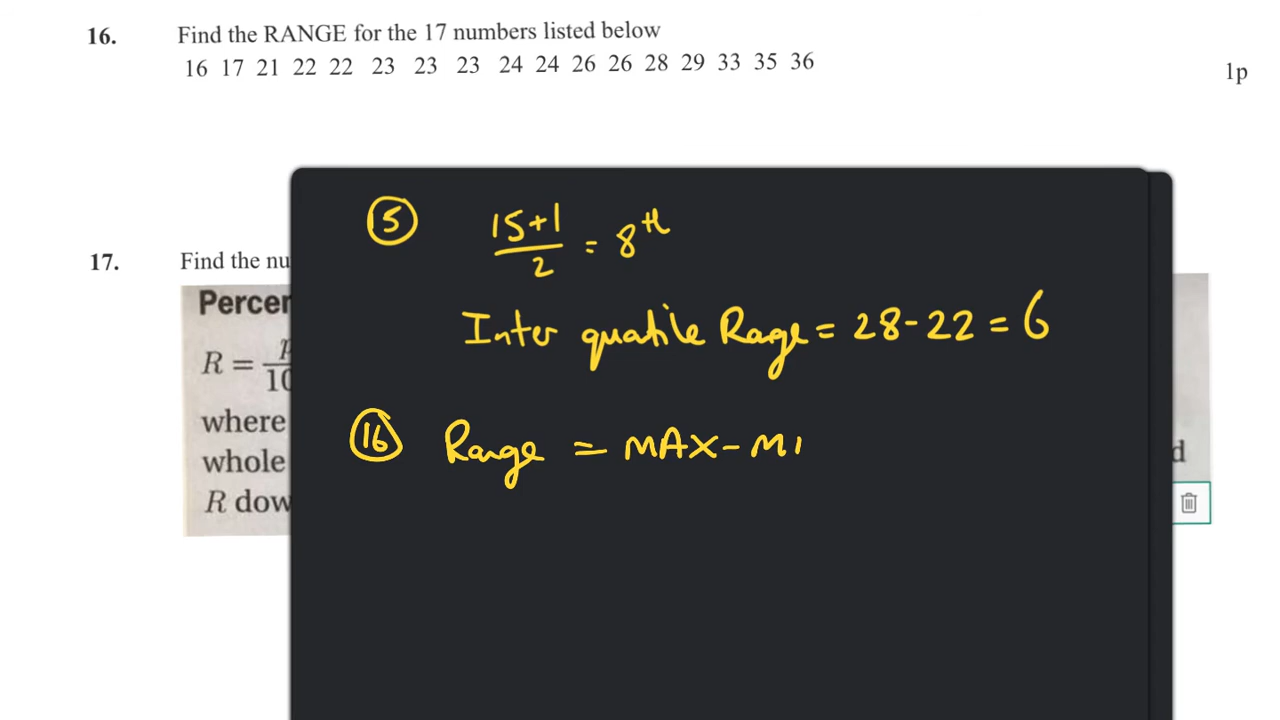 16. Find the RANGE for the 17 numbers listed below
16 17 21 22 22 23 23 23 24 24 26 26 28 29 33 35 36
1p
5 15+1/2 = 8th
Inter quatile Rage = 28-22 = 6
16 Range = MAX - MI
17. Find the nu
Percen
R = p/10
where
whole
d
R dow